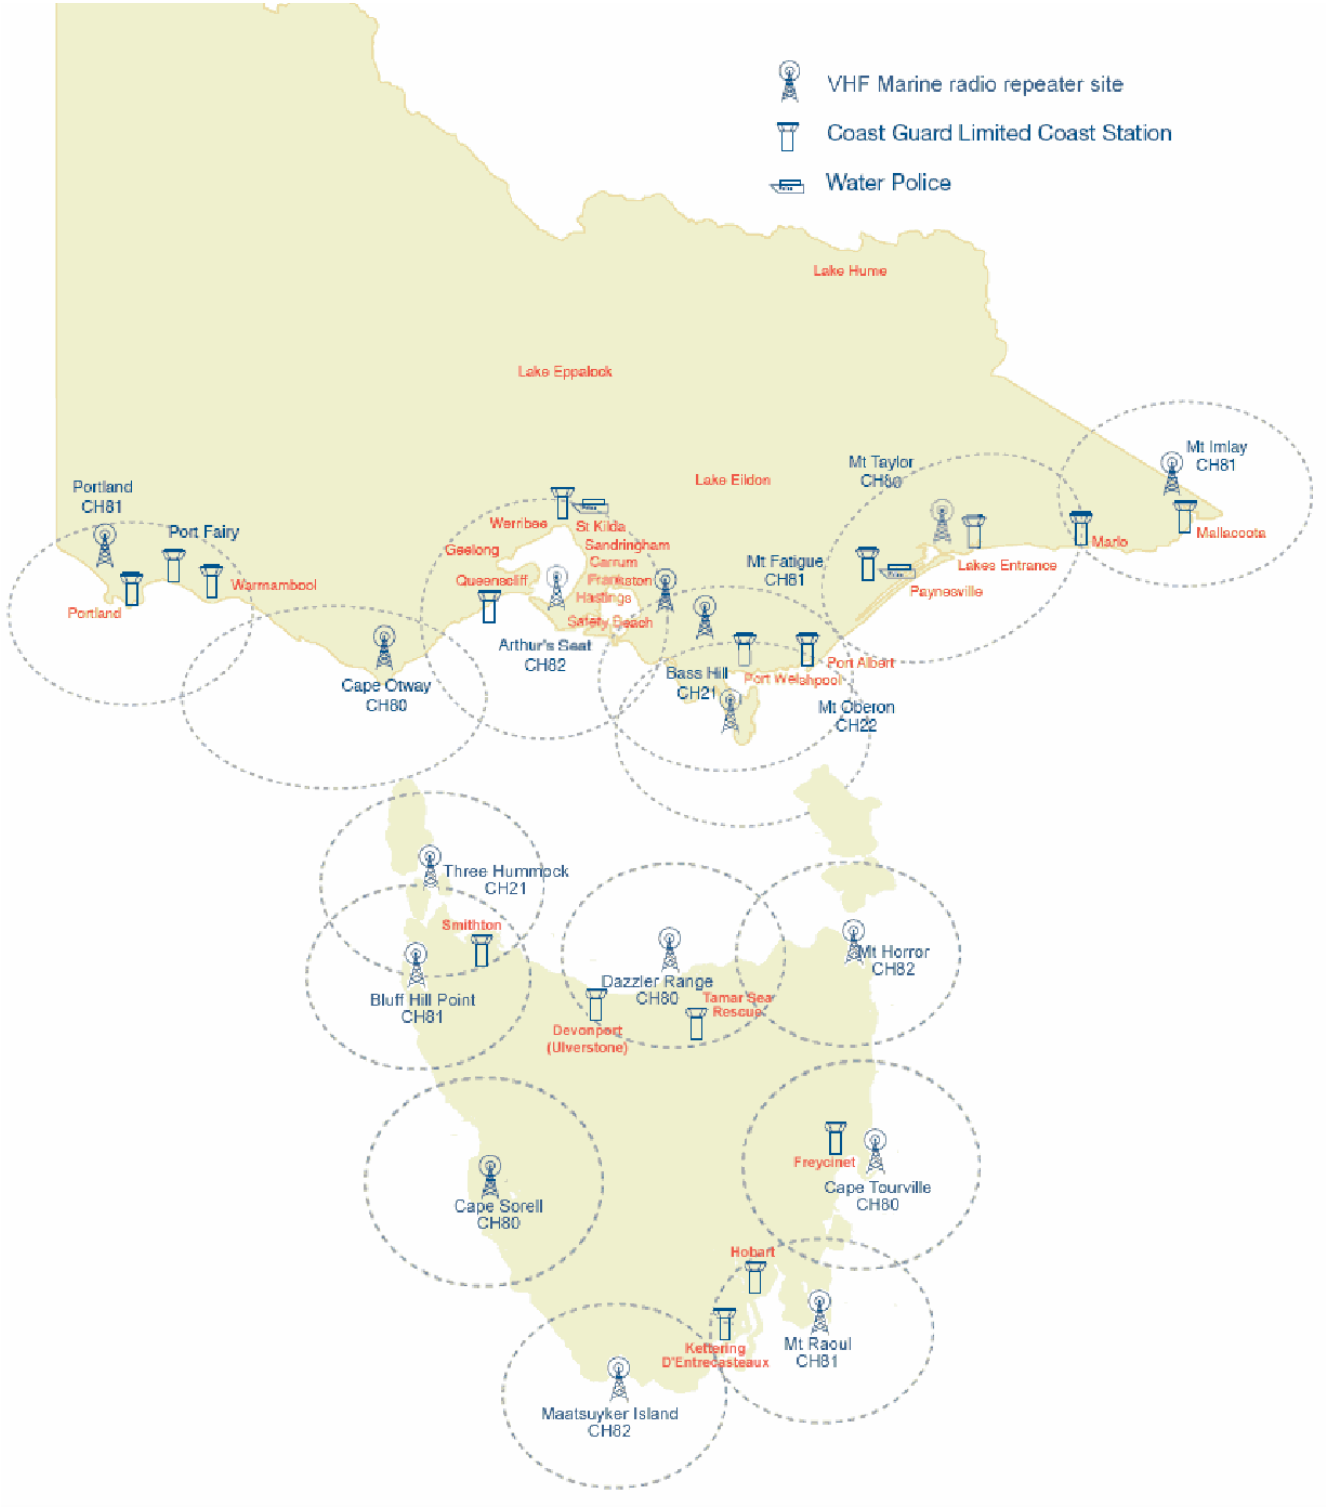 VHF Marine radio repeater site
Coast Guard Limited Coast Station
Water Police
Lake Hume
Lake Eppalock
Lake Eildon
Mt Imlay
CH81
Mt Taylor
CH80
Portland
CH81
Port Fairy
Warrnambool
Portland
Werribee
St Kilda
Geelong
Sandringham
Carrum
Queenscliff
Frankston
Hastings
Safety Beach
Arthur's Seat
CH82
Cape Otway
CH80
Mt Fatigue
CH81
Mallacoota
Marlo
Lakes Entrance
Paynesville
Port Albert
Port Welshpool
Bass Hill
CH21
Mt Oberon
CH22
Three Hummock
CH21
Smithton
Bluff Hill Point
CH81
Dazzler Range
CH80
Tamar Sea
Rescue
Devonport
(Ulverstone)
Mt Horror
CH82
Freycinet
Cape Tourville
CH80
Cape Sorell
CH80
Hobart
Kettering
D'Entrecasteaux
Mt Raoul
CH81
Maatsuyker Island
CH82